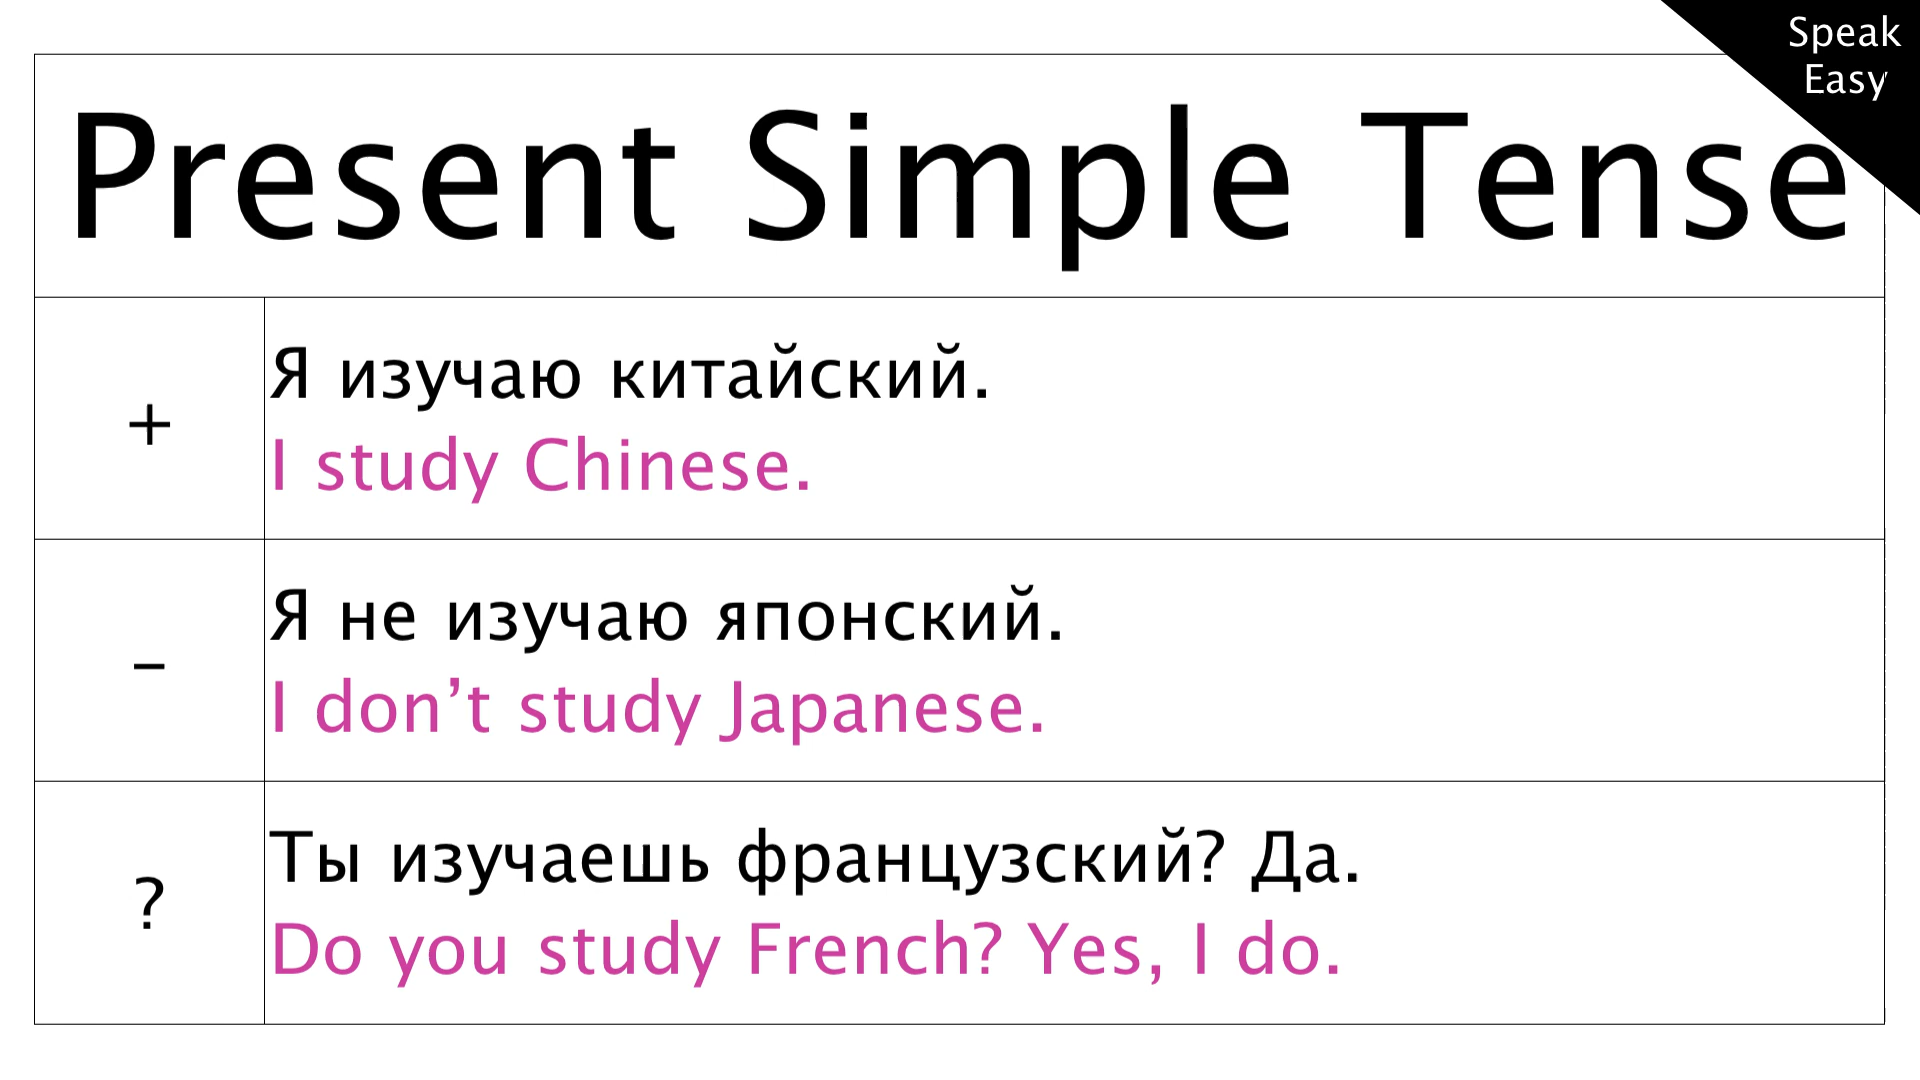 Speak
Easy
Present Simple Tense
+
Я изучаю китайский.
I study Chinese.
–
Я не изучаю японский.
I don’t study Japanese.
?
Ты изучаешь французский? Да.
Do you study French? Yes, I do.